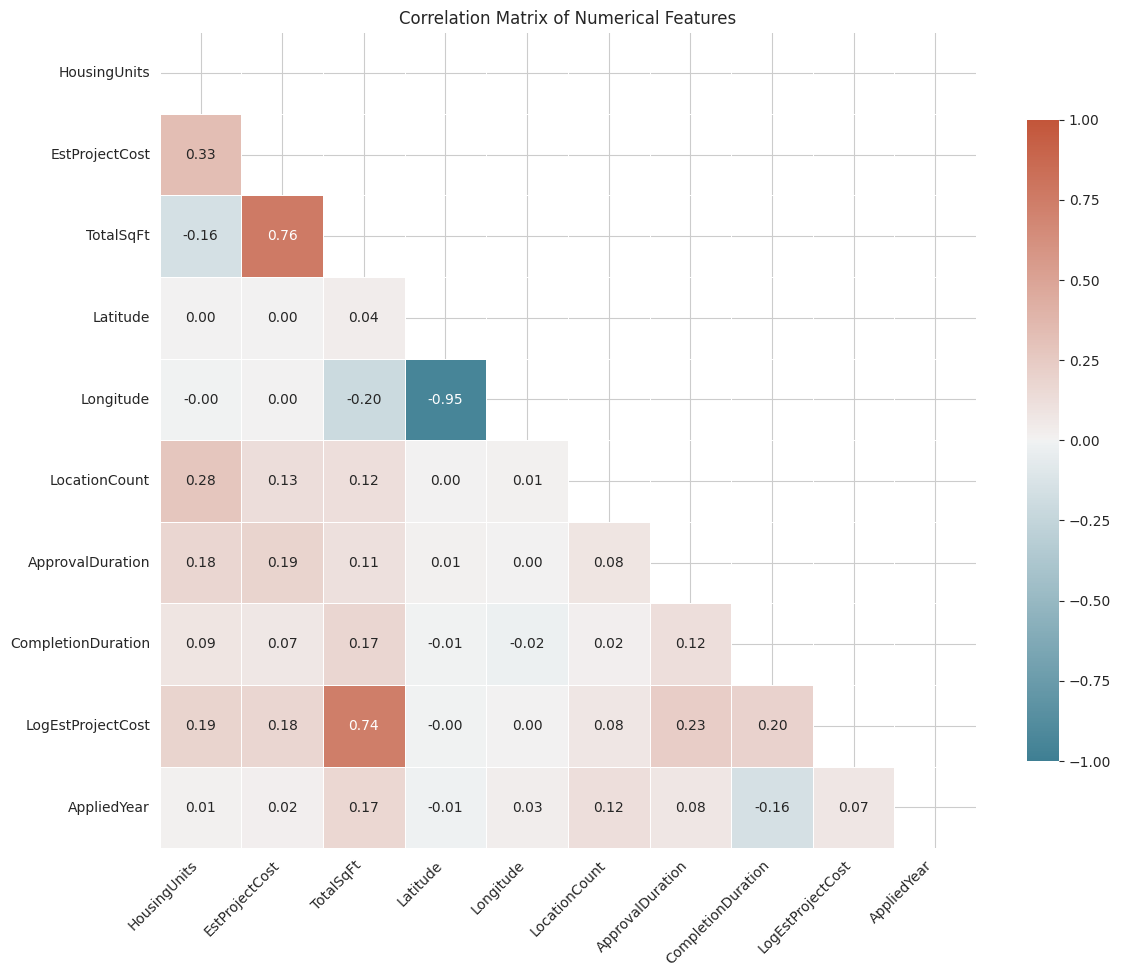 Correlation Matrix of Numerical Features
HousingUnits
EstProjectCost 0.33
TotalSqFt -0.16 0.76
Latitude 0.00 0.00 0.04
Longitude -0.00 0.00 -0.20 -0.95
LocationCount 0.28 0.13 0.12 0.00 0.01
ApprovalDuration 0.18 0.19 0.11 0.01 0.00 0.08
CompletionDuration 0.09 0.07 0.17 -0.01 -0.02 0.02 0.12
LogEstProjectCost 0.19 0.18 0.74 -0.00 0.00 0.08 0.23 0.20
AppliedYear 0.01 0.02 0.17 -0.01 0.03 0.12 0.08 -0.16 0.07
HousingUnits
EstProjectCost
TotalSqFt
Latitude
Longitude
LocationCount
ApprovalDuration
CompletionDuration
LogEstProjectCost
AppliedYear
1.00
0.75
0.50
0.25
0.00
−0.25
−0.50
−0.75
−1.00